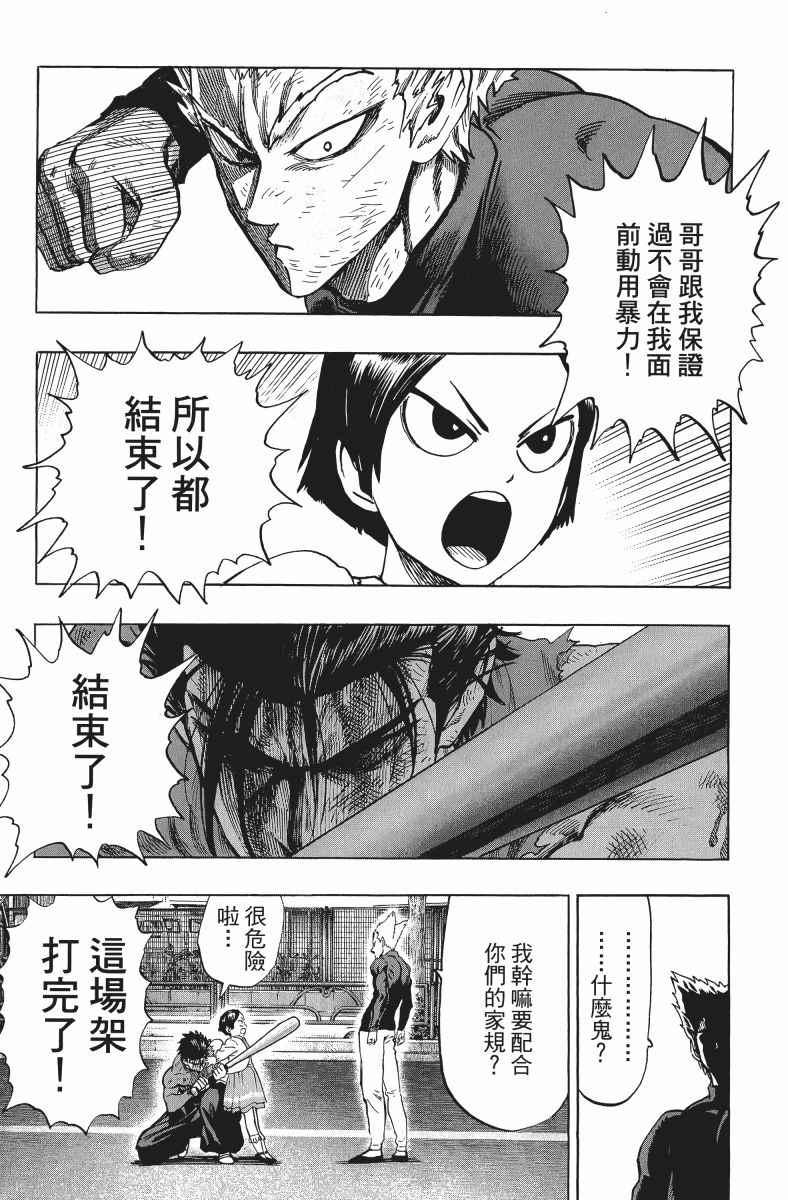 哥哥跟我保證
過不會在我面
前動用暴力！
所以都
結束了！
結束了！
………………
……什麼鬼？
我幹嘛要配合
你們的家規？
很危險
啦…
這場架
打完了！